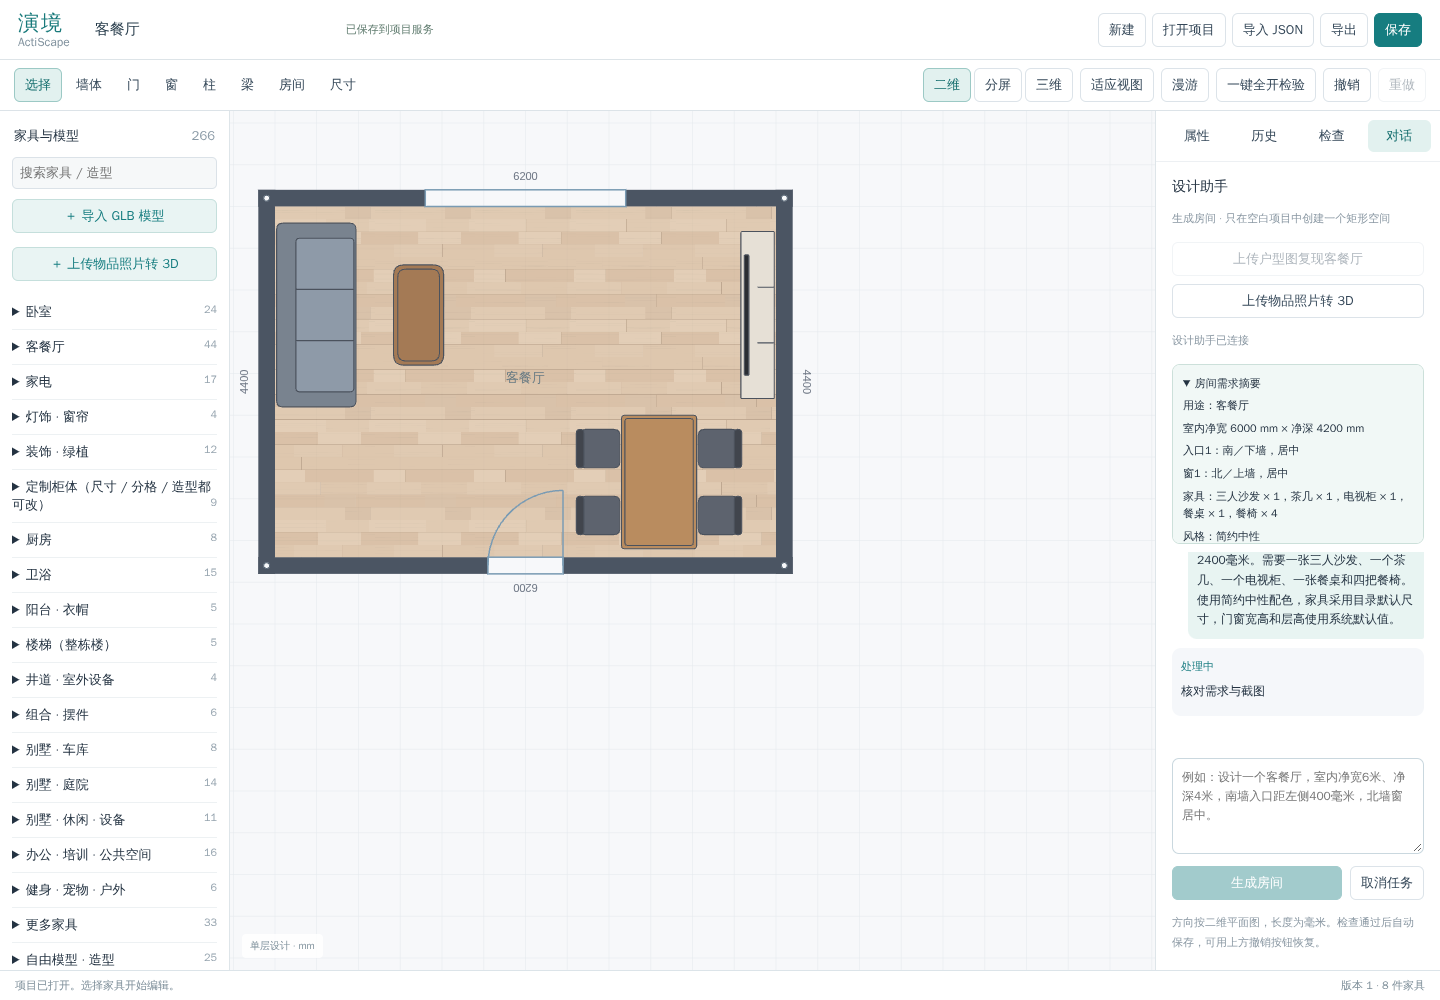 演境
ActiScape
客餐厅
已保存到项目服务
新建
打开项目
导入 JSON
导出
保存
选择
墙体
门
窗
柱
梁
房间
尺寸
二维
分屏
三维
适应视图
漫游
一键全开检验
撤销
重做
家具与模型
266
搜索家具 / 造型
＋ 导入 GLB 模型
＋ 上传物品照片转 3D
▶ 卧室 24
▶ 客餐厅 44
▶ 家电 17
▶ 灯饰 · 窗帘 4
▶ 装饰 · 绿植 12
▶ 定制柜体（尺寸 / 分格 / 造型都
可改） 9
▶ 厨房 8
▶ 卫浴 15
▶ 阳台 · 衣帽 5
▶ 楼梯（整栋楼） 5
▶ 井道 · 室外设备 4
▶ 组合 · 摆件 6
▶ 别墅 · 车库 8
▶ 别墅 · 庭院 14
▶ 别墅 · 休闲 · 设备 11
▶ 办公 · 培训 · 公共空间 16
▶ 健身 · 宠物 · 户外 6
▶ 更多家具 33
▶ 自由模型 · 造型 25
6200
4400
客餐厅
4400
6200
单层设计 · mm
属性
历史
检查
对话
设计助手
生成房间 · 只在空白项目中创建一个矩形空间
上传户型图复现客餐厅
上传物品照片转 3D
设计助手已连接
▼ 房间需求摘要
用途：客餐厅
室内净宽 6000 mm × 净深 4200 mm
入口1：南／下墙，居中
窗1：北／上墙，居中
家具：三人沙发 × 1，茶几 × 1，电视柜 × 1，
餐桌 × 1，餐椅 × 4
风格：简约中性
2400毫米。需要一张三人沙发、一个茶
几、一个电视柜、一张餐桌和四把餐椅。
使用简约中性配色，家具采用目录默认尺
寸，门窗宽高和层高使用系统默认值。
处理中
核对需求与截图
例如：设计一个客餐厅，室内净宽6米、净
深4米，南墙入口距左侧400毫米，北墙窗
居中。
生成房间
取消任务
方向按二维平面图，长度为毫米。检查通过后自动
保存，可用上方撤销按钮恢复。
项目已打开。选择家具开始编辑。
版本 1 · 8 件家具